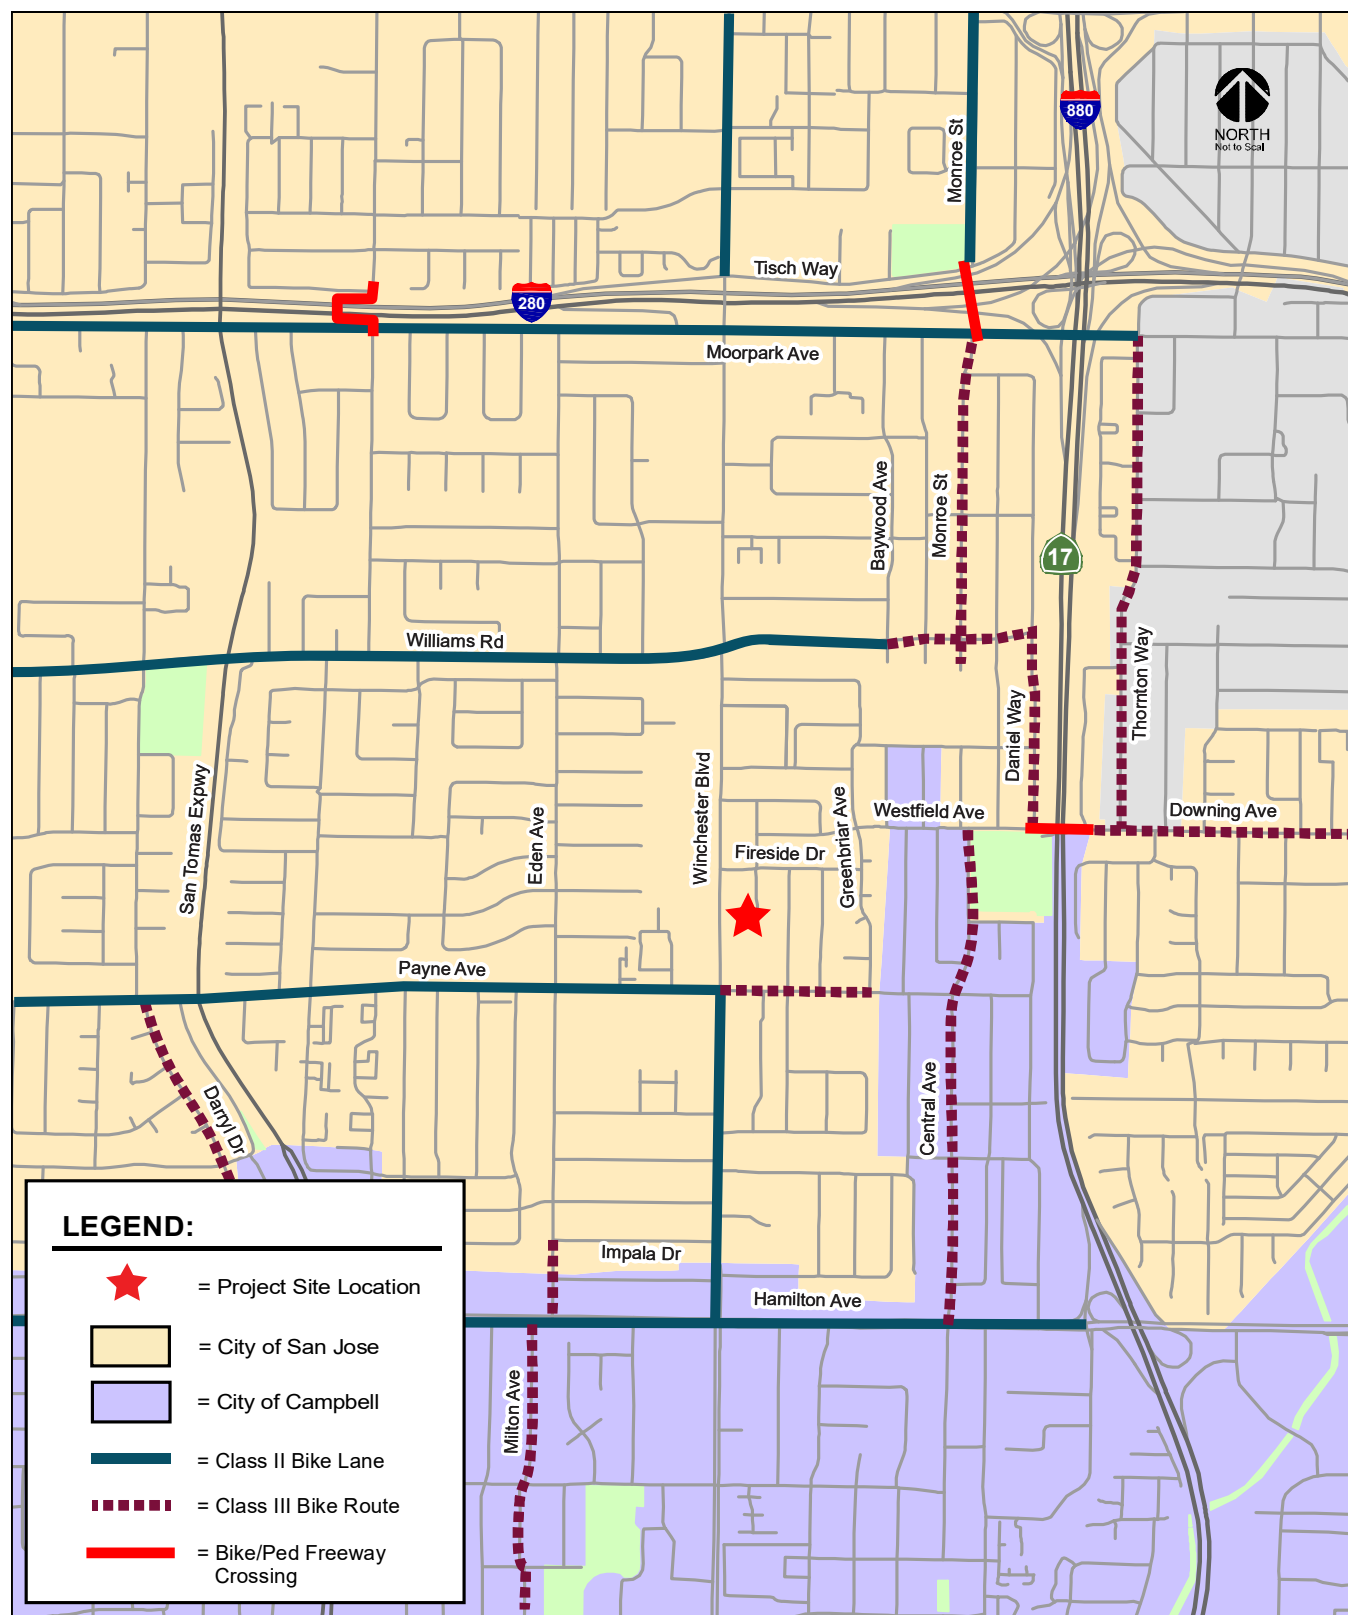 Monroe St
880
NORTH
Not to Scal
Tisch Way
280
Moorpark Ave
Baywood Ave
Monroe St
17
Williams Rd
Thornton Way
Daniel Way
San Tomas Expwy
Winchester Blvd
Eden Ave
Greenbriar Ave
Westfield Ave
Downing Ave
Fireside Dr
Payne Ave
Central Ave
Darryl Dr
Impala Dr
Hamilton Ave
Milton Ave
LEGEND:
= Project Site Location
= City of San Jose
= City of Campbell
= Class II Bike Lane
= Class III Bike Route
= Bike/Ped Freeway
Crossing